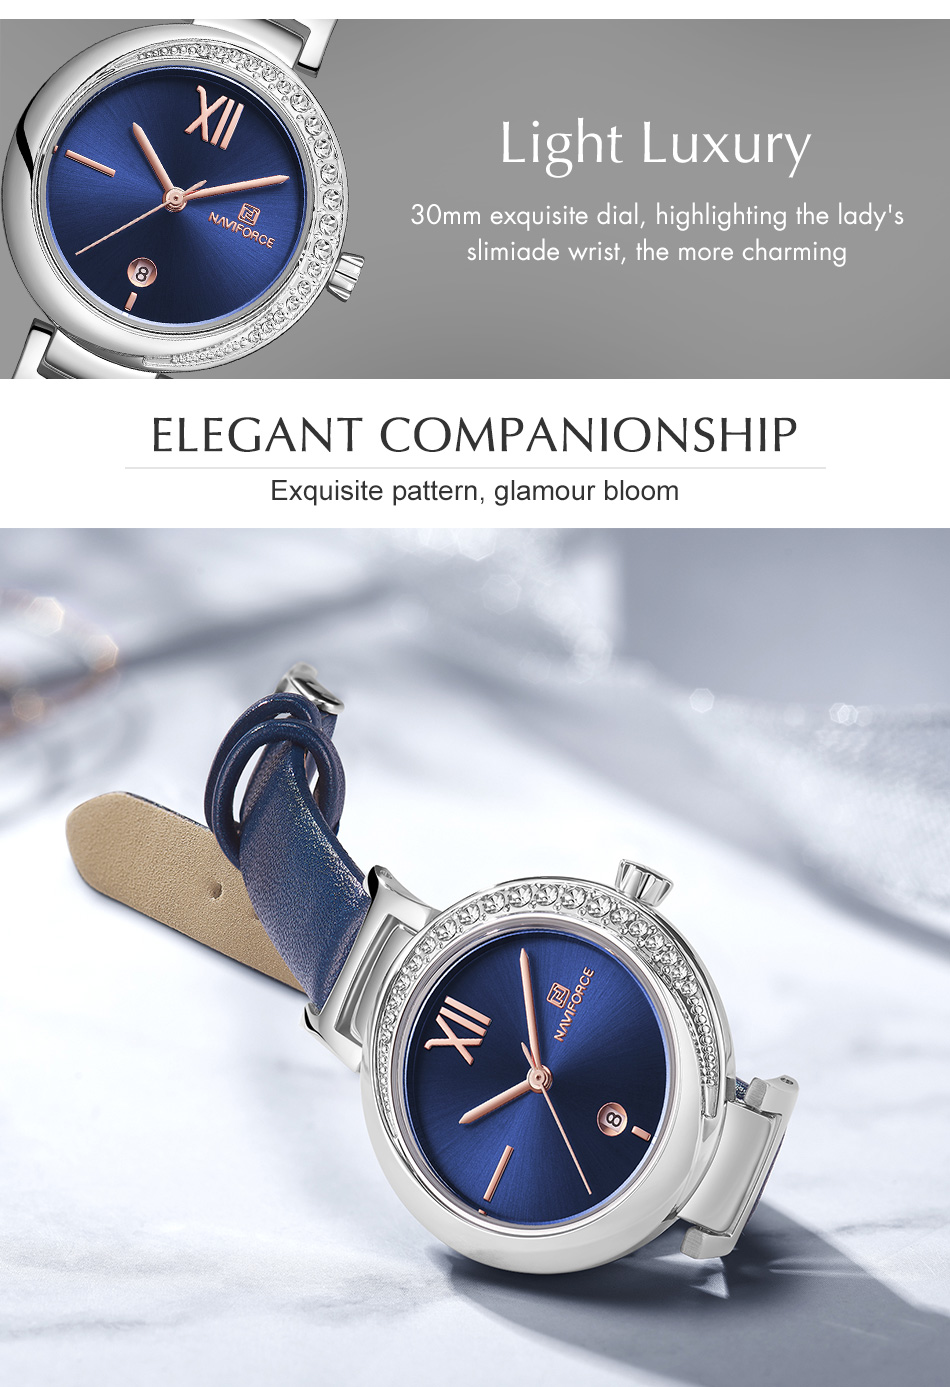 XII
NAVIFORCE
8
Light Luxury
30mm exquisite dial, highlighting the lady's
slimiade wrist, the more charming
ELEGANT COMPANIONSHIP
Exquisite pattern, glamour bloom
XII
NAVIFORCE
8